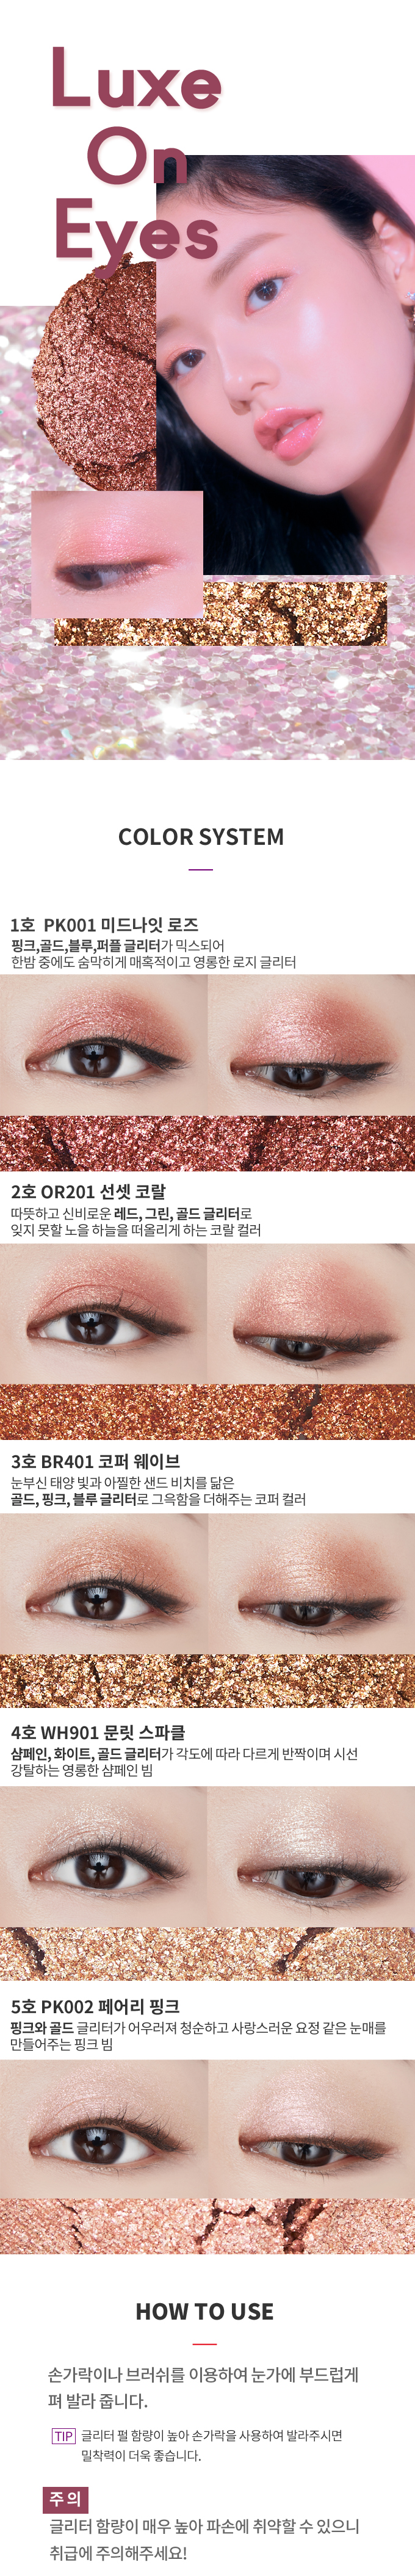 Luxe
On
Eyes
COLOR SYSTEM
1호 PK001 미드나잇 로즈
핑크,골드,블루,퍼플 글리터가 믹스되어
한밤 중에도 숨막히게 매혹적이고 영롱한 로지 글리터
2호 OR201 선셋 코랄
따뜻하고 신비로운 레드, 그린, 골드 글리터로
잊지 못할 노을 하늘을 떠올리게 하는 코랄 컬러
3호 BR401 코퍼 웨이브
눈부신 태양 빛과 아찔한 샌드 비치를 닮은
골드, 핑크, 블루 글리터로 그윽함을 더해주는 코퍼 컬러
4호 WH901 문릿 스파클
샴페인, 화이트, 골드 글리터가 각도에 따라 다르게 반짝이며 시선
강탈하는 영롱한 샴페인 빔
5호 PK002 페어리 핑크
핑크와 골드 글리터가 어우러져 청순하고 사랑스러운 요정 같은 눈매를
만들어주는 핑크 빔
HOW TO USE
손가락이나 브러쉬를 이용하여 눈가에 부드럽게
펴 발라 줍니다.
TIP 글리터 펄 함량이 높아 손가락을 사용하여 발라주시면
밀착력이 더욱 좋습니다.
주의
글리터 함량이 매우 높아 파손에 취약할 수 있으니
취급에 주의해주세요!